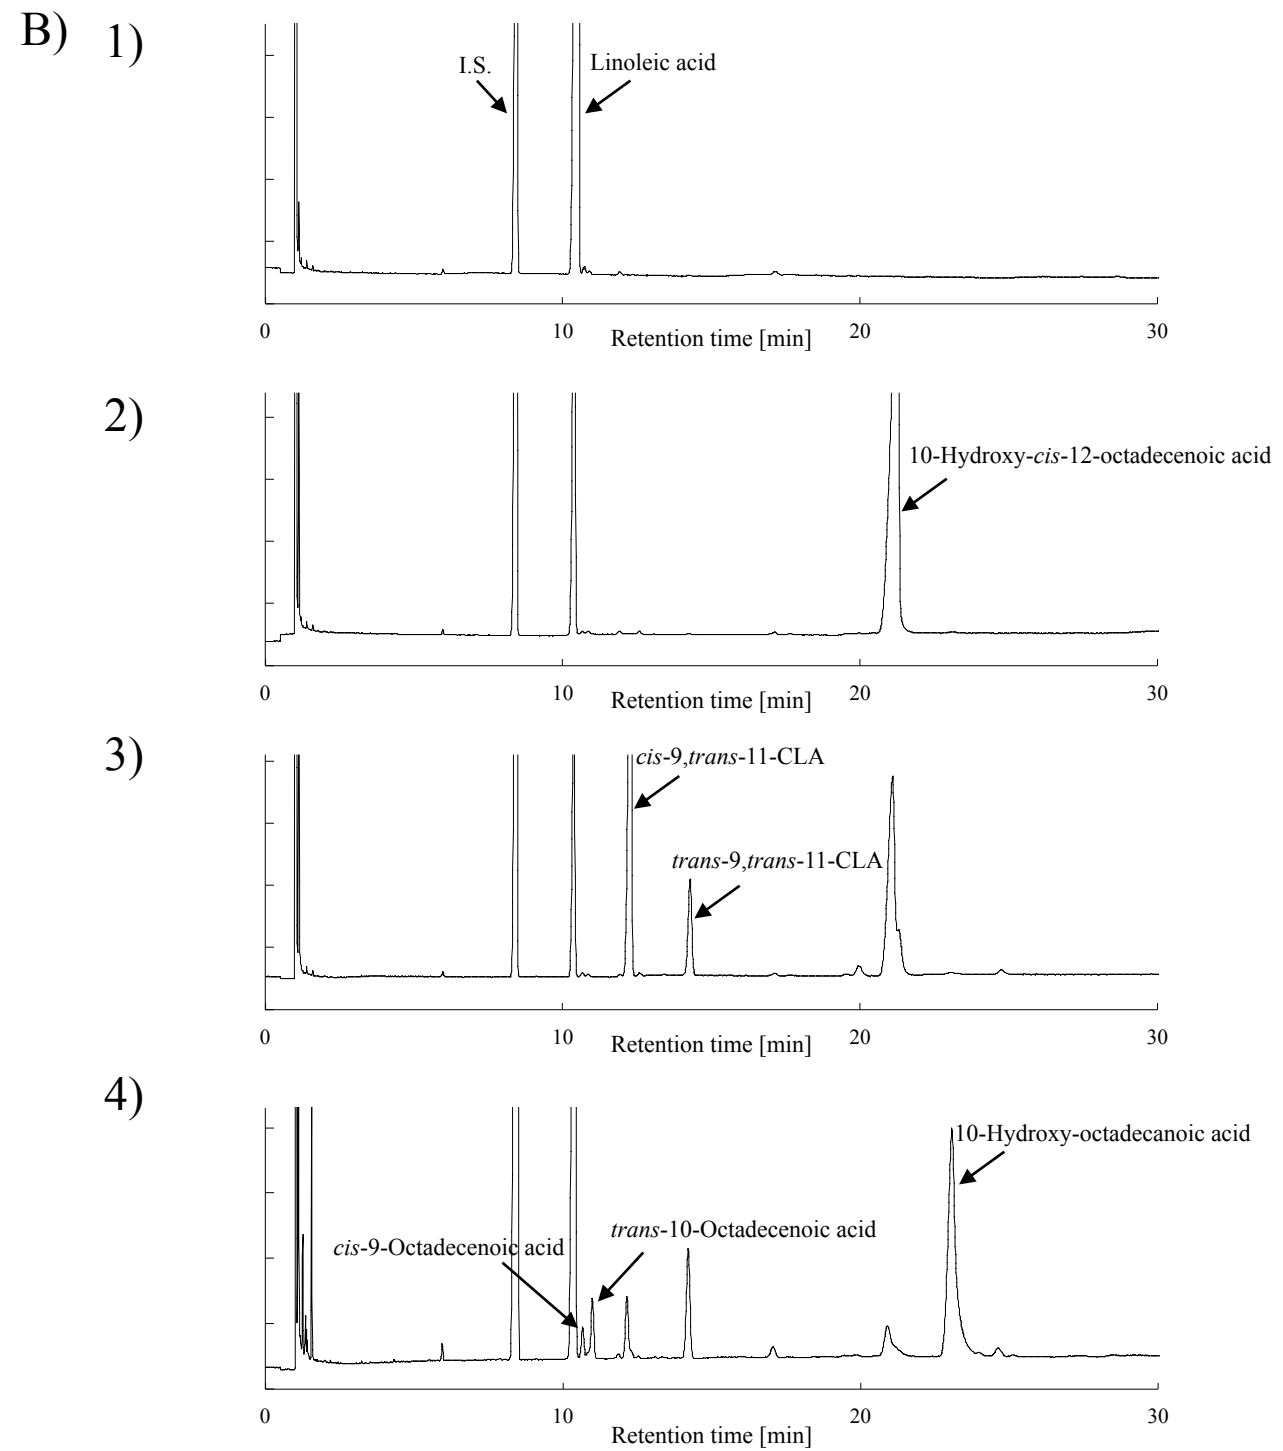 B)
1)
I.S.
Linoleic acid
0 10 20 30
Retention time [min]
2)
10-Hydroxy-cis-12-octadecenoic acid
0 10 20 30
Retention time [min]
3)
cis-9,trans-11-CLA
trans-9,trans-11-CLA
0 10 20 30
Retention time [min]
4)
10-Hydroxy-octadecanoic acid
trans-10-Octadecenoic acid
cis-9-Octadecenoic acid
0 10 20 30
Retention time [min]